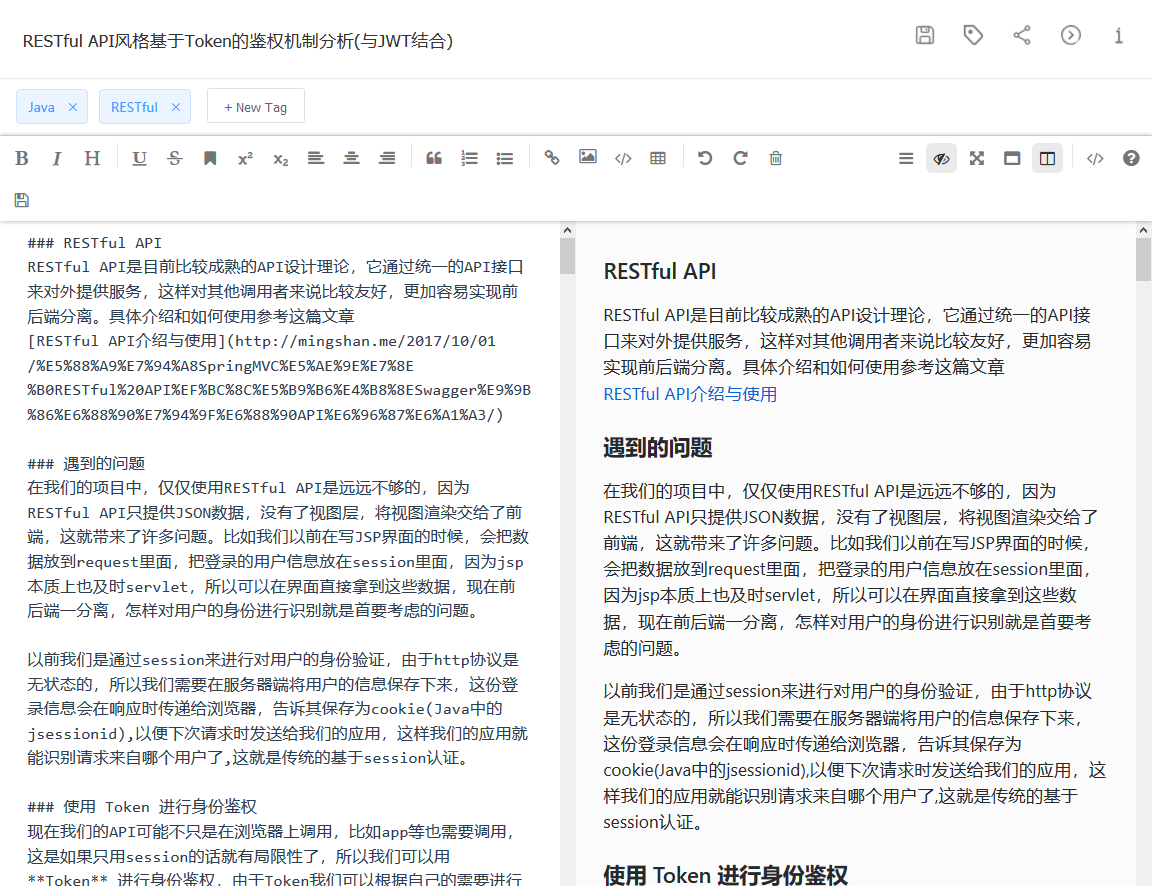 RESTful API风格基于Token的鉴权机制分析(与JWT结合)
Java ×
RESTful ×
+ New Tag
### RESTful API
RESTful API是目前比较成熟的API设计理论，它通过统一的API接口
来对外提供服务，这样对其他调用者来说比较友好，更加容易实现前
后端分离。具体介绍和如何使用参考这篇文章
[RESTful API介绍与使用](http://mingshan.me/2017/10/01
/%E5%88%A9%E7%94%A8SpringMVC%E5%AE%9E%E7%8E
%B0RESTful%20API%EF%BC%8C%E5%B9%B6%E4%B8%8ESwagger%E9%9B
%86%E6%88%90%E7%94%9F%E6%88%90API%E6%96%87%E6%A1%A3/)
### 遇到的问题
在我们的项目中，仅仅使用RESTful API是远远不够的，因为
RESTful API只提供JSON数据，没有了视图层，将视图渲染交给了前
端，这就带来了许多问题。比如我们以前在写JSP界面的时候，会把数
据放到request里面，把登录的用户信息放在session里面，因为jsp
本质上也及时servlet，所以可以在界面直接拿到这些数据，现在前
后端一分离，怎样对用户的身份进行识别就是首要考虑的问题。
以前我们是通过session来进行对用户的身份验证，由于http协议是
无状态的，所以我们需要在服务器端将用户的信息保存下来，这份登
录信息会在响应时传递给浏览器，告诉其保存为cookie(Java中的
jsessionid),以便下次请求时发送给我们的应用，这样我们的应用就
能识别请求来自哪个用户了,这就是传统的基于session认证。
### 使用 Token 进行身份鉴权
现在我们的API可能不只是在浏览器上调用，比如app等也需要调用，
这是如果只用session的话就有局限性了，所以我们可以用
**Token** 进行身份鉴权，由于Token我们可以根据自己的需要进行
RESTful API
RESTful API是目前比较成熟的API设计理论，它通过统一的API接
口来对外提供服务，这样对其他调用者来说比较友好，更加容易
实现前后端分离。具体介绍和如何使用参考这篇文章
RESTful API介绍与使用
遇到的问题
在我们的项目中，仅仅使用RESTful API是远远不够的，因为
RESTful API只提供JSON数据，没有了视图层，将视图渲染交给了
前端，这就带来了许多问题。比如我们以前在写JSP界面的时候，
会把数据放到request里面，把登录的用户信息放在session里面，
因为jsp本质上也及时servlet，所以可以在界面直接拿到这些数
据，现在前后端一分离，怎样对用户的身份进行识别就是首要考
虑的问题。
以前我们是通过session来进行对用户的身份验证，由于http协议
是无状态的，所以我们需要在服务器端将用户的信息保存下来，
这份登录信息会在响应时传递给浏览器，告诉其保存为
cookie(Java中的jsessionid),以便下次请求时发送给我们的应用，这
样我们的应用就能识别请求来自哪个用户了,这就是传统的基于
session认证。
使用 Token 进行身份鉴权